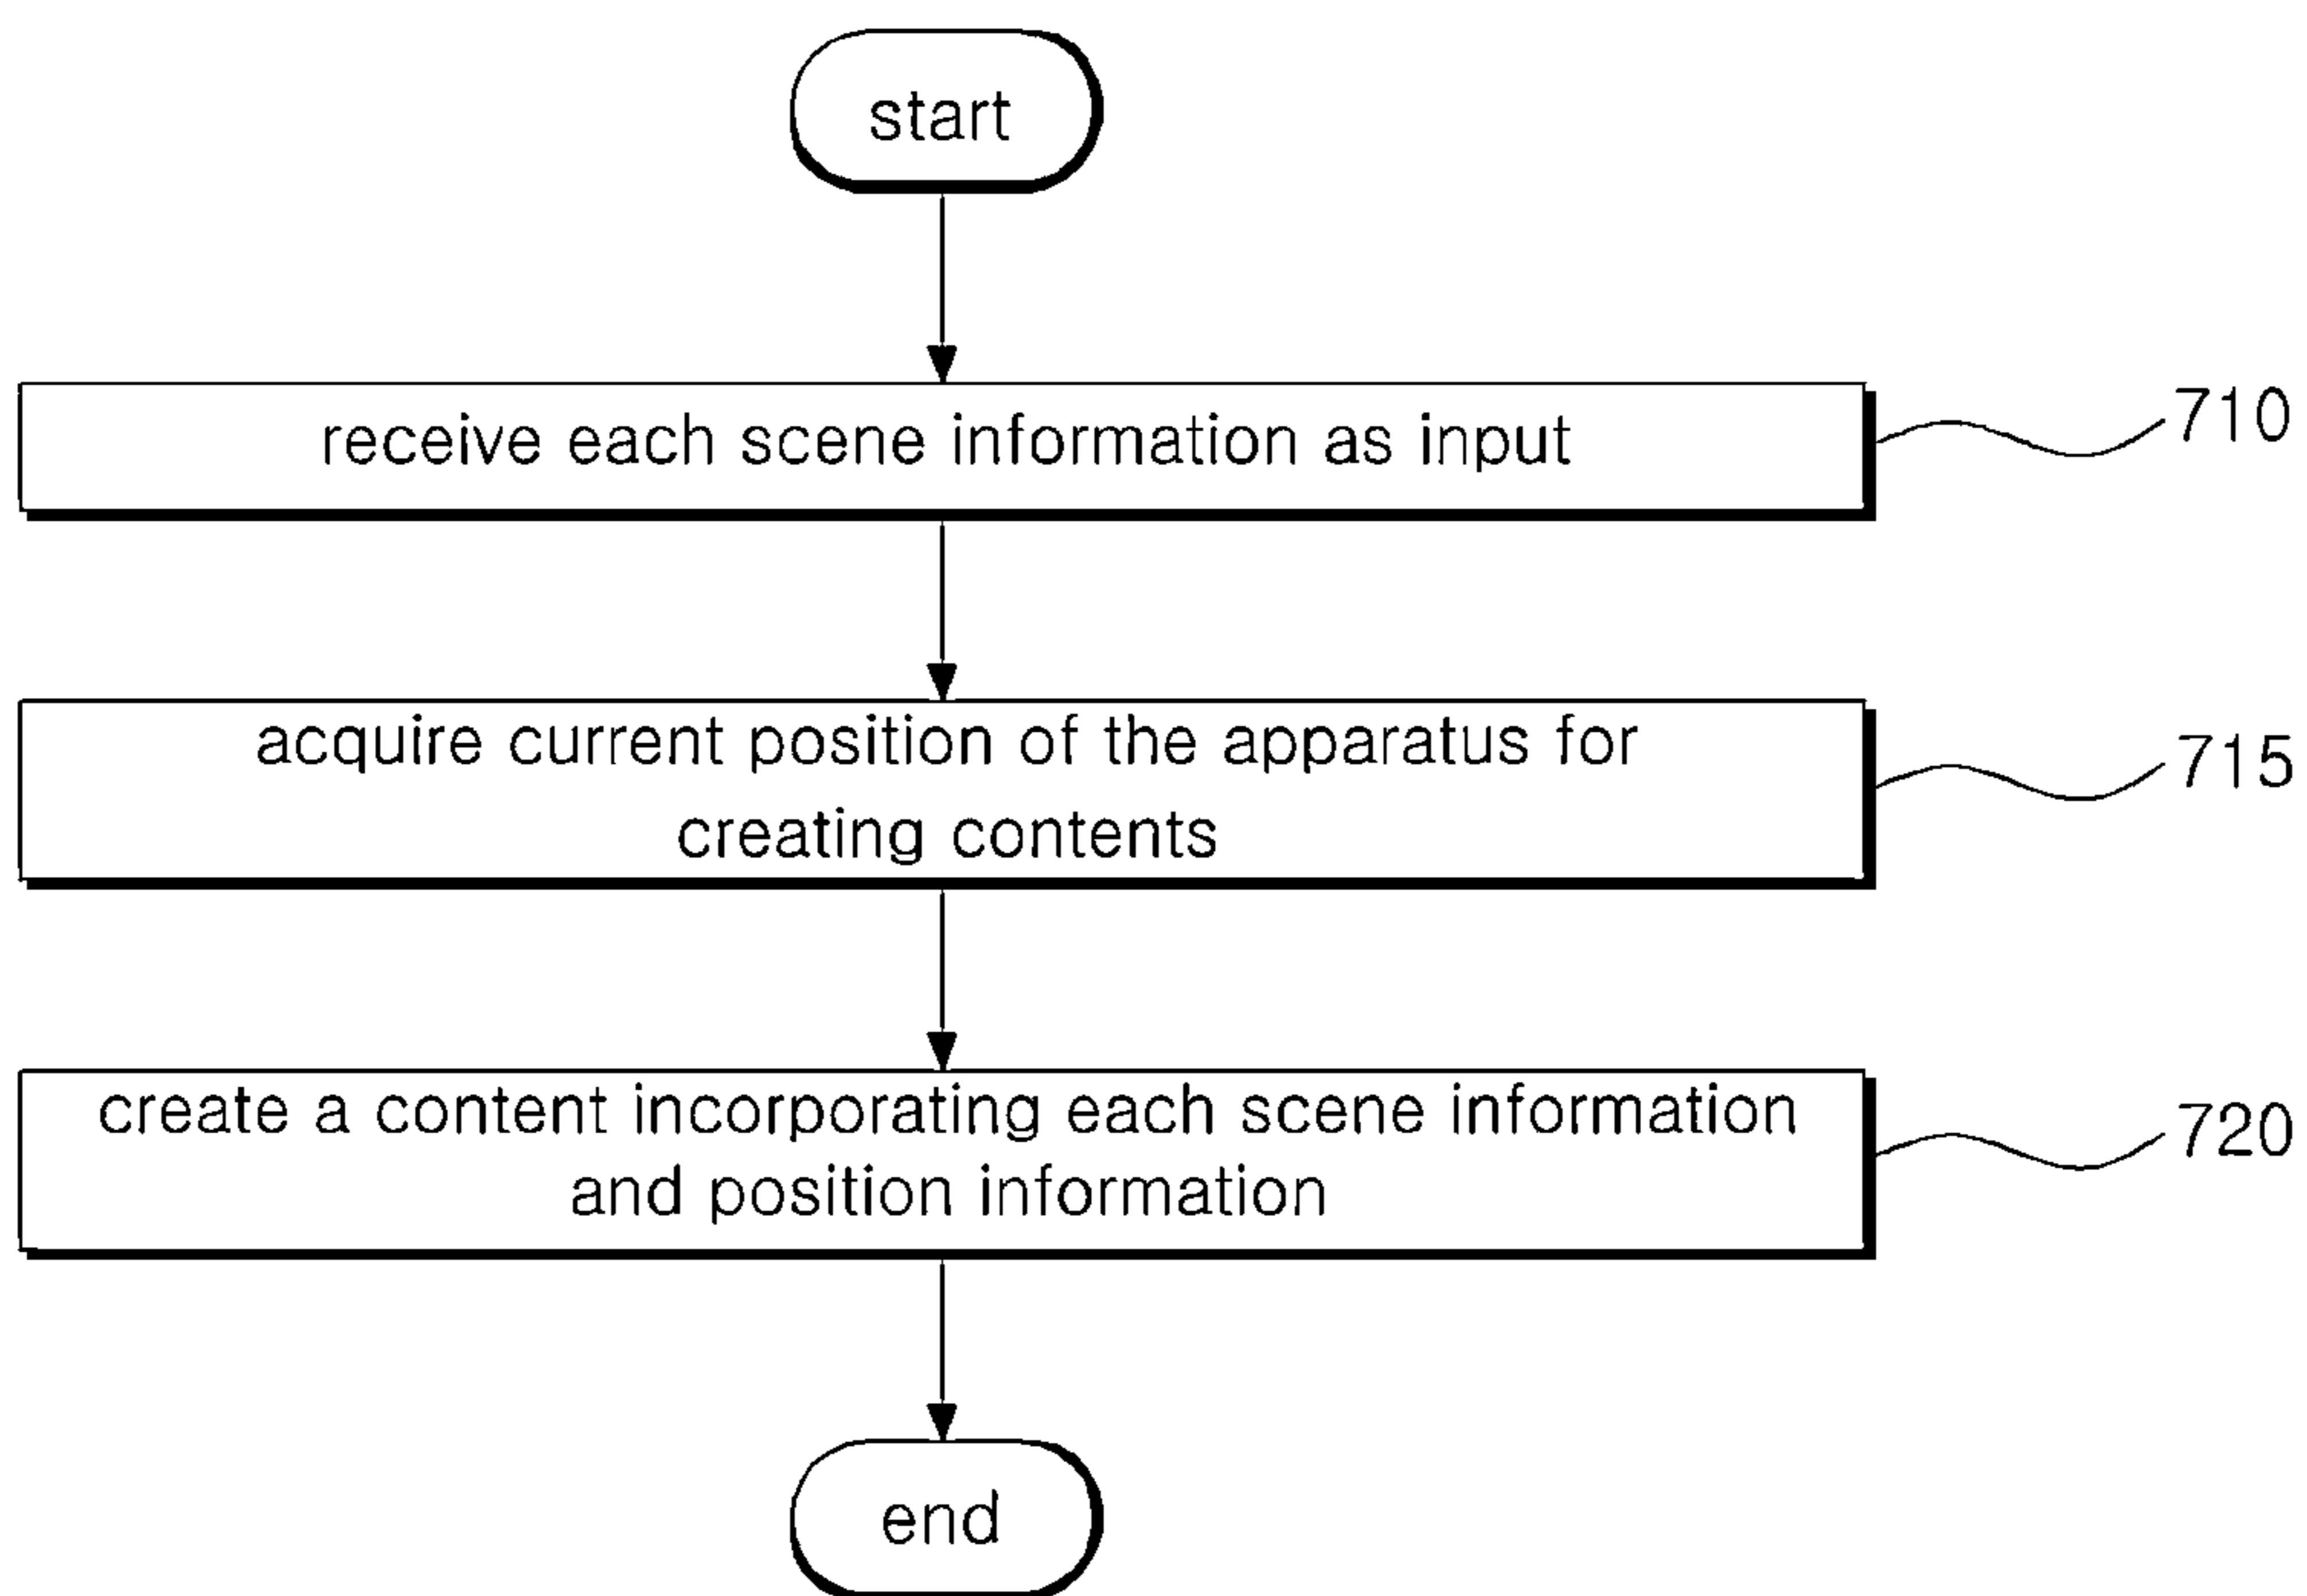 start
receive each scene information as input
710
acquire current position of the apparatus for
creating contents
715
create a content incorporating each scene information
and position information
720
end